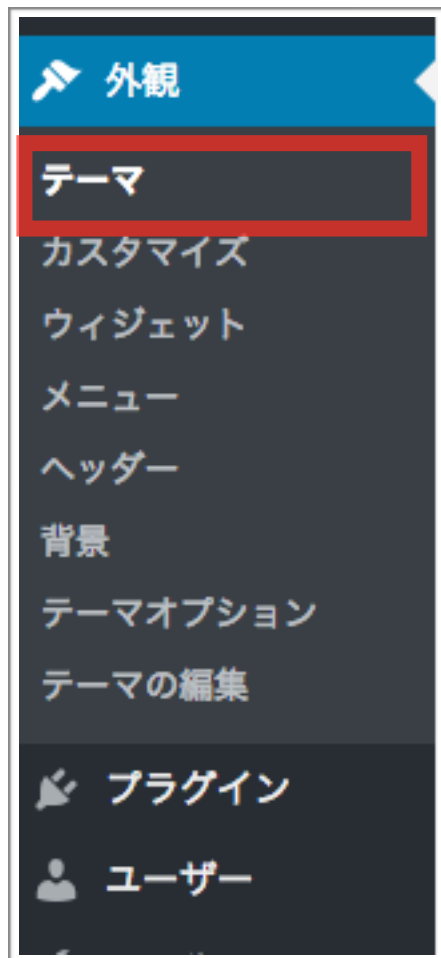 外観
テーマ
カスタマイズ
ウィジェット
メニュー
ヘッダー
背景
テーマオプション
テーマの編集
プラグイン
ユーザー